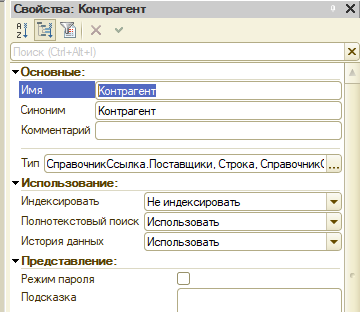 Свойства: Контрагент
Поиск (Ctrl+Alt+I)
Основные:
Имя Контрагент
Синоним Контрагент
Комментарий
Тип СправочникСсылка.Поставщики, Строка, ...
Использование:
Индексировать Не индексировать
Полнотекстовый поиск Использовать
История данных Использовать
Представление:
Режим пароля
Подсказка